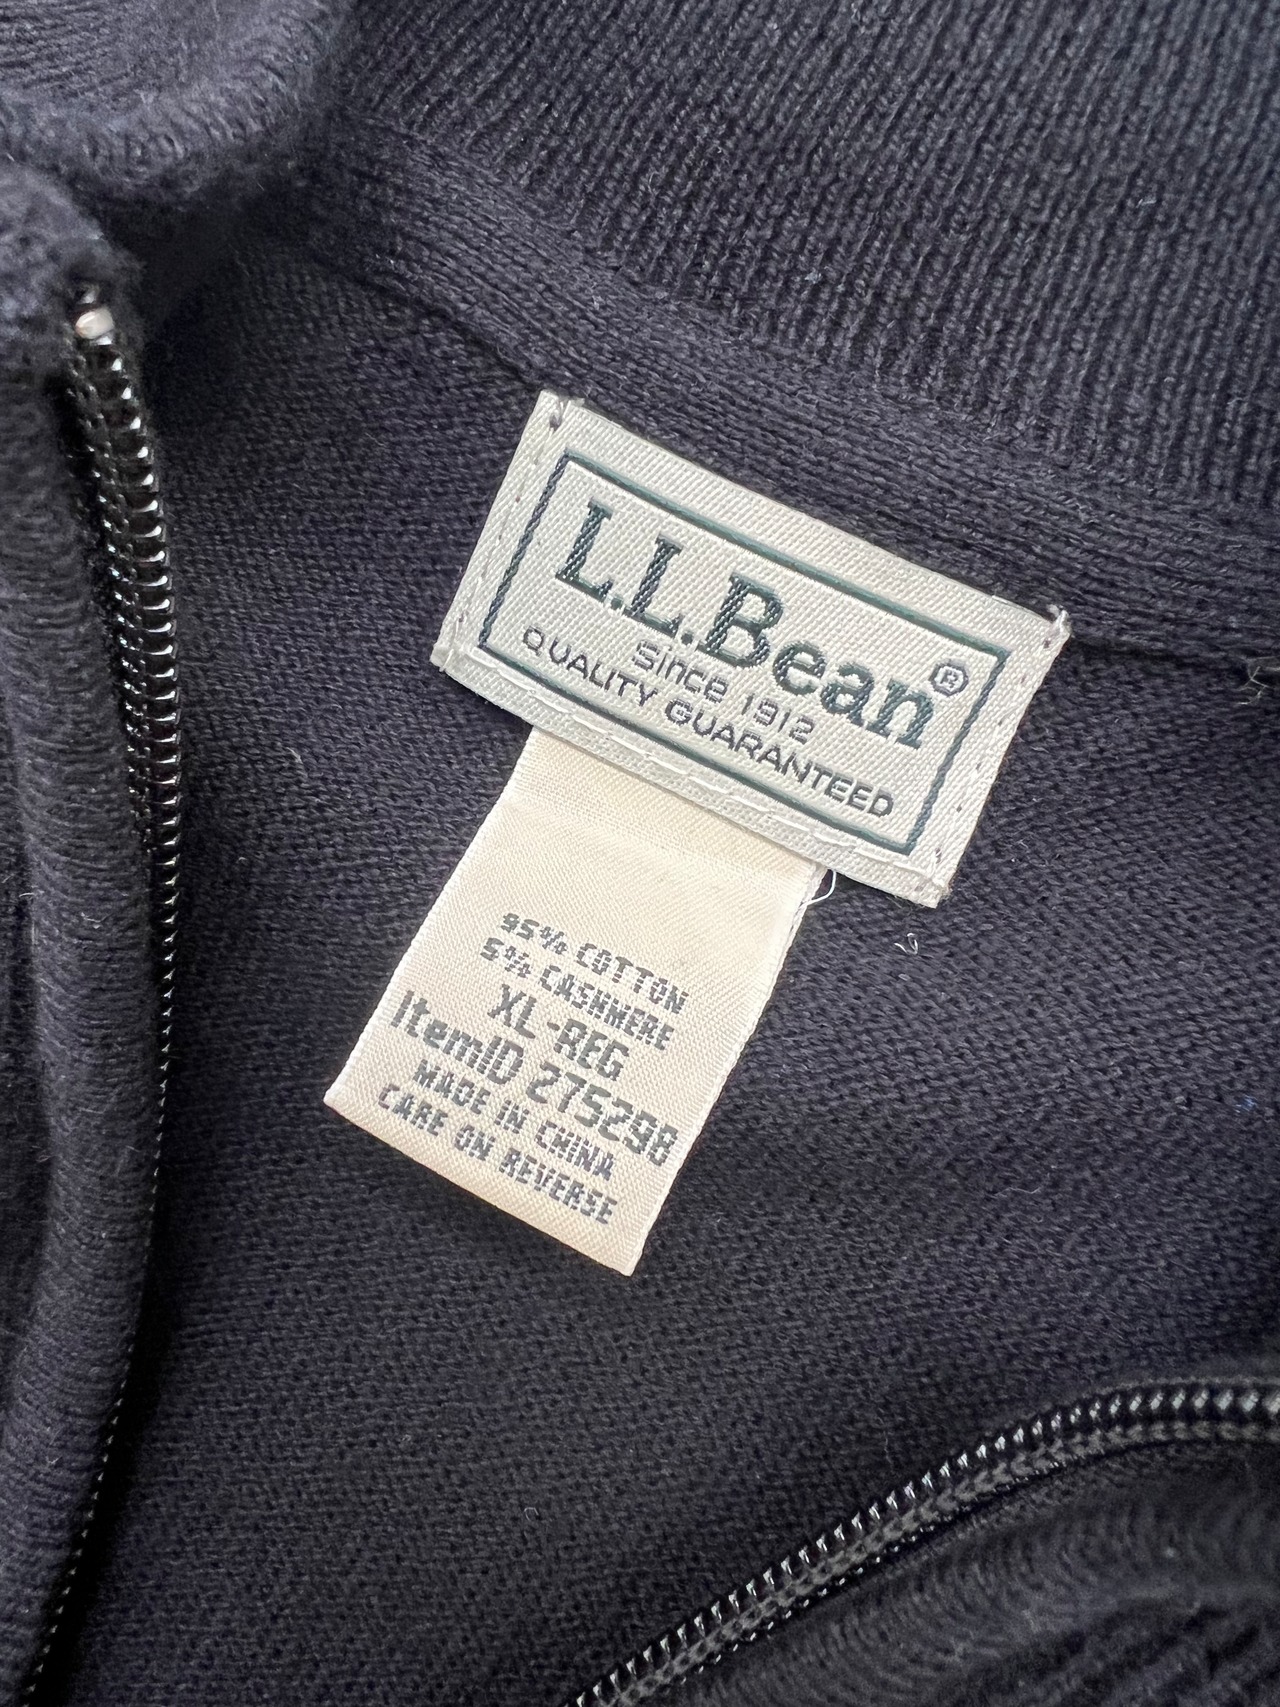 L.L.Bean®
Since 1912
QUALITY GUARANTEED
95% COTTON
5% CASHMERE
XL-REG
ItemID 275298
MADE IN CHINA
CARE ON REVERSE